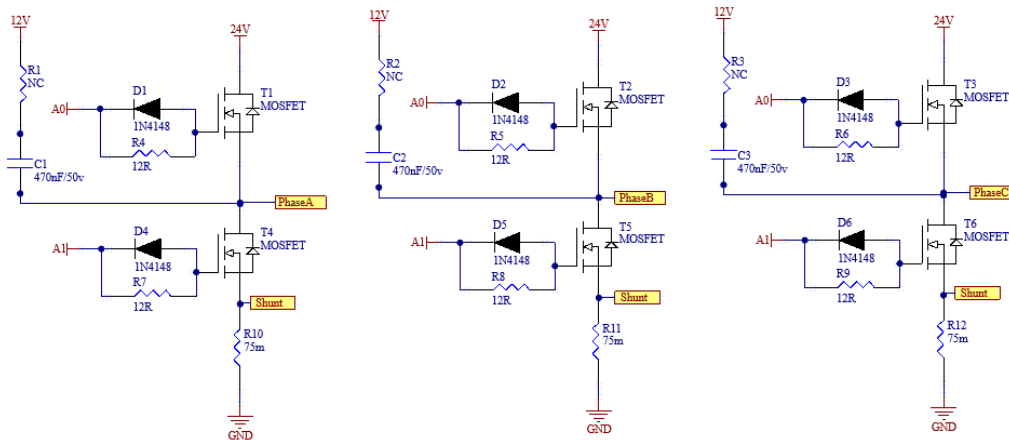 12V
R1
NC
24V
D1
T1
MOSFET
A0
1N4148
R4
12R
C1
470nF/50v
PhaseA
D4
T4
MOSFET
A1
1N4148
R7
12R
Shunt
R10
75m
GND
12V
R2
NC
24V
D2
T2
MOSFET
A0
1N4148
R5
12R
C2
470nF/50v
PhaseB
D5
T5
MOSFET
A1
1N4148
R8
12R
Shunt
R11
75m
GND
12V
R3
NC
24V
D3
T3
MOSFET
A0
1N4148
R6
12R
C3
470nF/50v
PhaseC
D6
T6
MOSFET
A1
1N4148
R9
12R
Shunt
R12
75m
GND